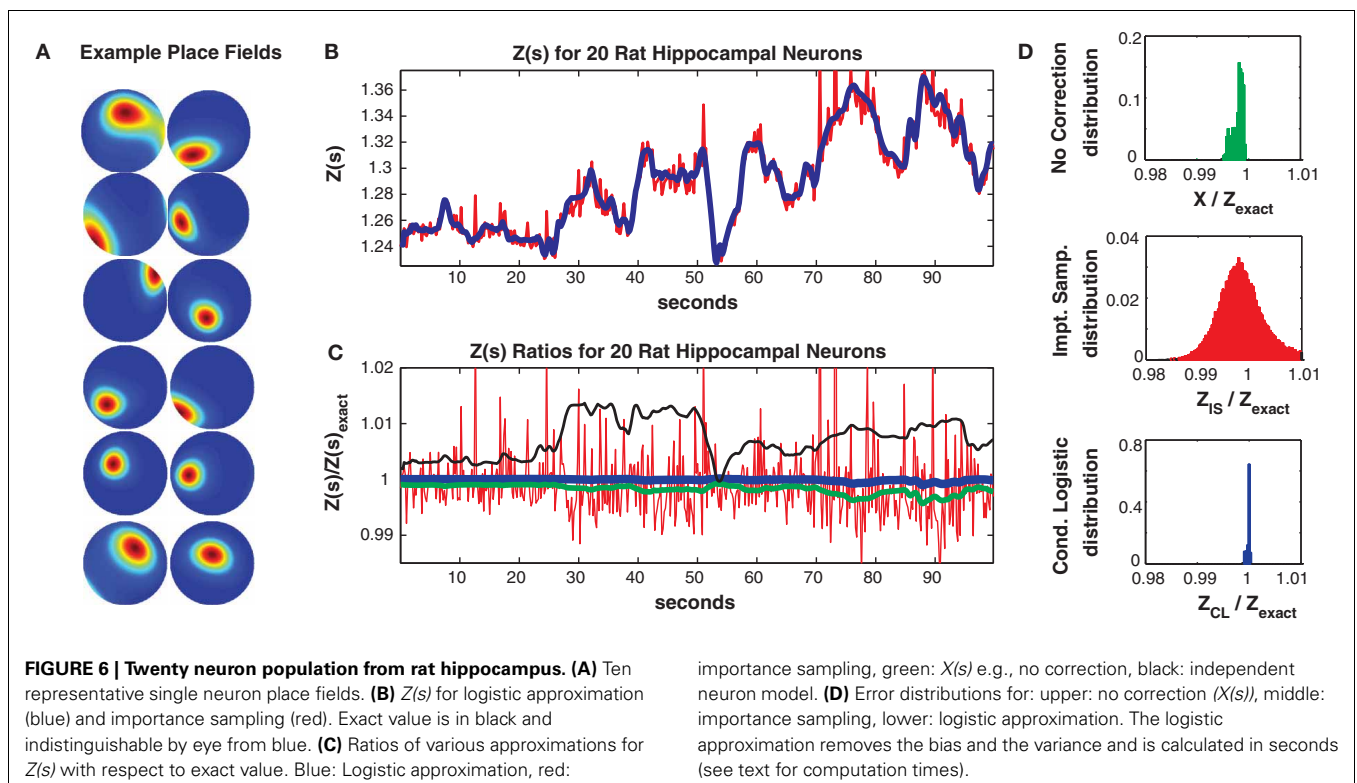 A Example Place Fields
B Z(s) for 20 Rat Hippocampal Neurons
Z(s)
1.36
1.34
1.32
1.3
1.28
1.26
1.24
10 20 30 40 50 60 70 80 90
seconds
C Z(s) Ratios for 20 Rat Hippocampal Neurons
Z(s)/Z(s)exact
1.02
1.01
1
0.99
10 20 30 40 50 60 70 80 90
seconds
D
No Correction
distribution
0.2
0.1
0
0.98 0.99 1 1.01
X / Zexact
Impt. Samp.
distribution
0.04
0.02
0
0.98 0.99 1 1.01
ZIS / Zexact
Cond. Logistic
distribution
0.8
0.4
0
0.98 0.99 1 1.01
ZCL / Zexact
FIGURE 6 | Twenty neuron population from rat hippocampus. (A) Ten
representative single neuron place fields. (B) Z(s) for logistic approximation
(blue) and importance sampling (red). Exact value is in black and
indistinguishable by eye from blue. (C) Ratios of various approximations for
Z(s) with respect to exact value. Blue: Logistic approximation, red:
importance sampling, green: X(s) e.g., no correction, black: independent
neuron model. (D) Error distributions for: upper: no correction (X(s)), middle:
importance sampling, lower: logistic approximation. The logistic
approximation removes the bias and the variance and is calculated in seconds
(see text for computation times).